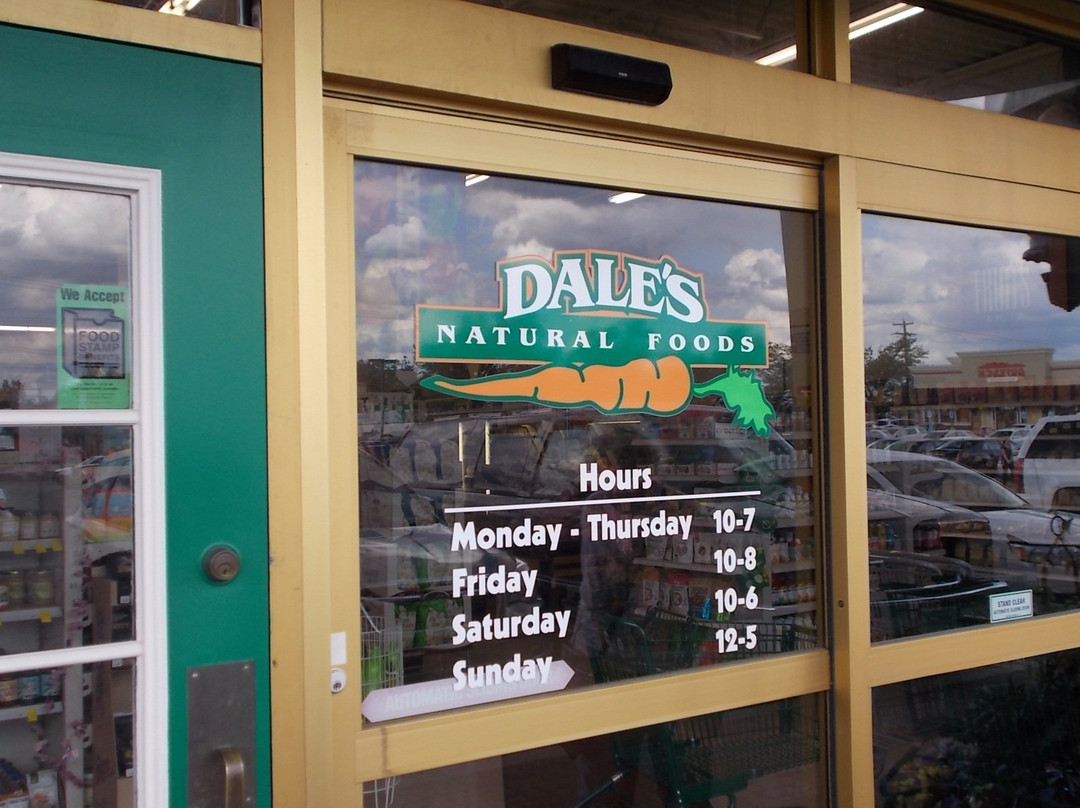 We Accept
FOOD
STAMP
BENEFITS
DALE'S
NATURAL FOODS
Hours
Monday - Thursday 10-7
Friday 10-8
Saturday 10-6
Sunday 12-5
STAND CLEAR